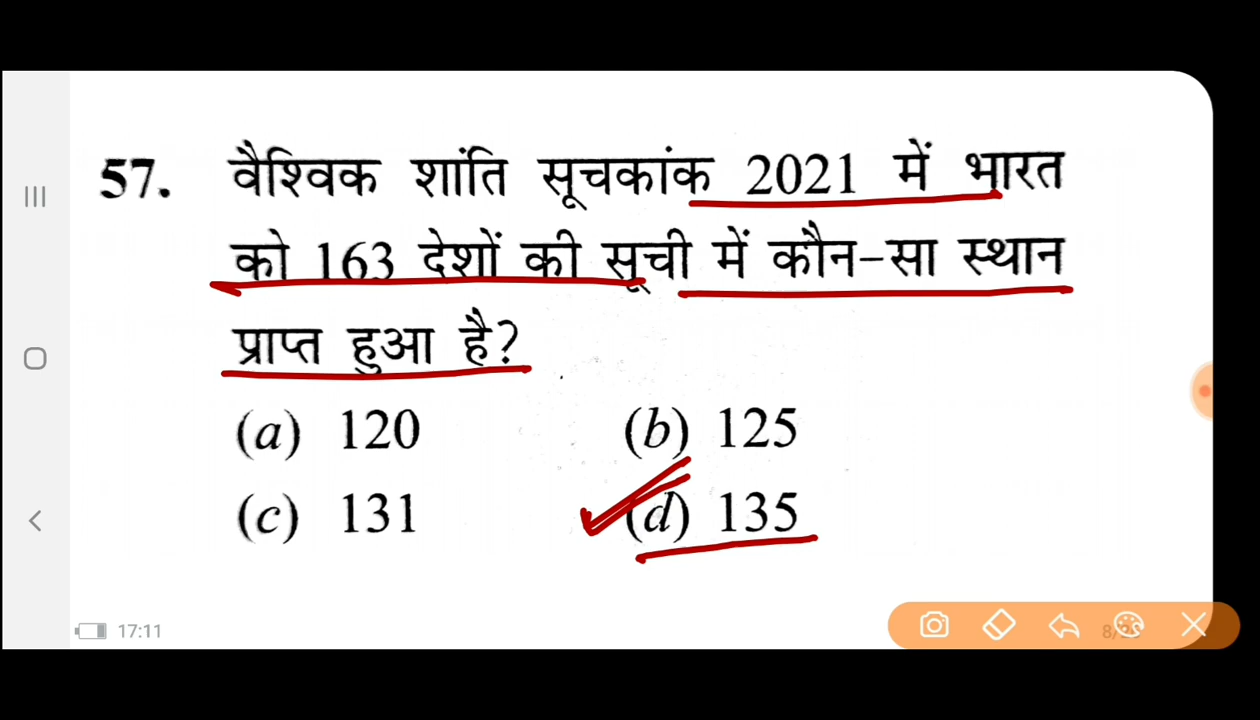 57. वैश्विक शांति सूचकांक 2021 में भारत
को 163 देशों की सूची में कौन-सा स्थान
प्राप्त हुआ है?
(a) 120 (b) 125
(c) 131 (d) 135
17:11